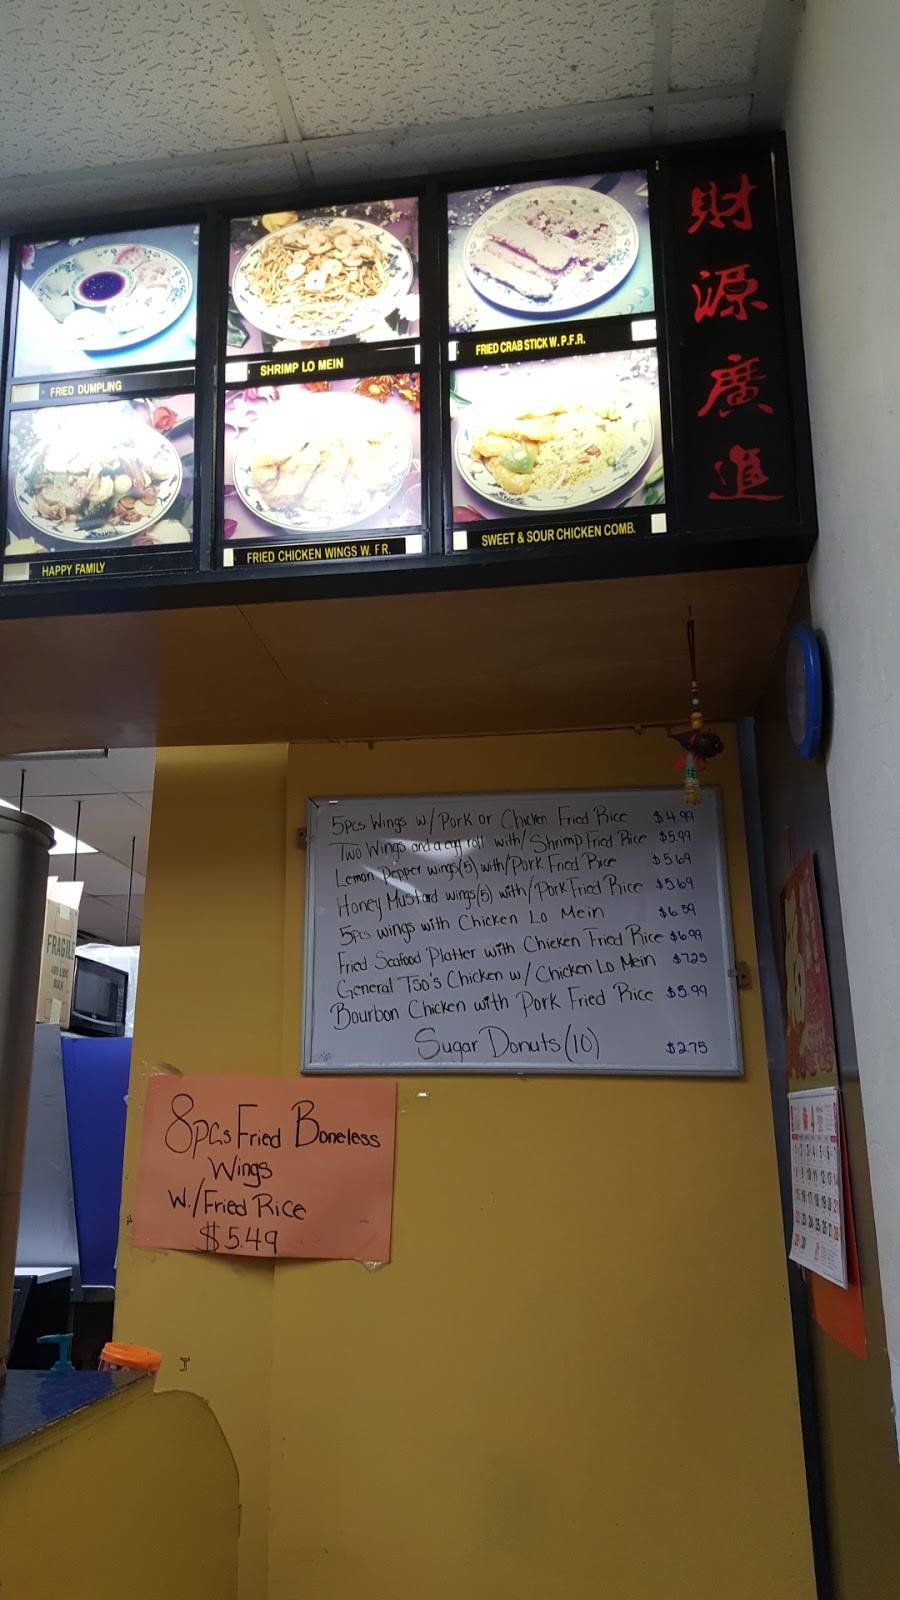 FRIED DUMPLING
SHRIMP LO MEIN
FRIED CRAB STICK W. P.F.R.
HAPPY FAMILY
FRIED CHICKEN WINGS W. F R.
SWEET & SOUR CHICKEN COMB.
財
源
廣
進
5pcs Wings w/ Pork or Chicken Fried Rice $4.99
Two Wings and a egg roll with/ Shrimp Fried Rice $5.99
Lemon Pepper wings(5) with/Pork Fried Rice $5.69
Honey Mustard wings(5) with/Pork Fried Rice $5.69
5pcs wings with Chicken Lo Mein $6.59
Fried Seafood Platter with Chicken Fried Rice $6.99
General Tso's Chicken w/ Chicken Lo Mein $7.25
Bourbon Chicken with Pork Fried Rice $5.99
Sugar Donuts (10) $2.75
8pcs Fried Boneless
Wings
W./Fried Rice
$5.49
FRAGILE